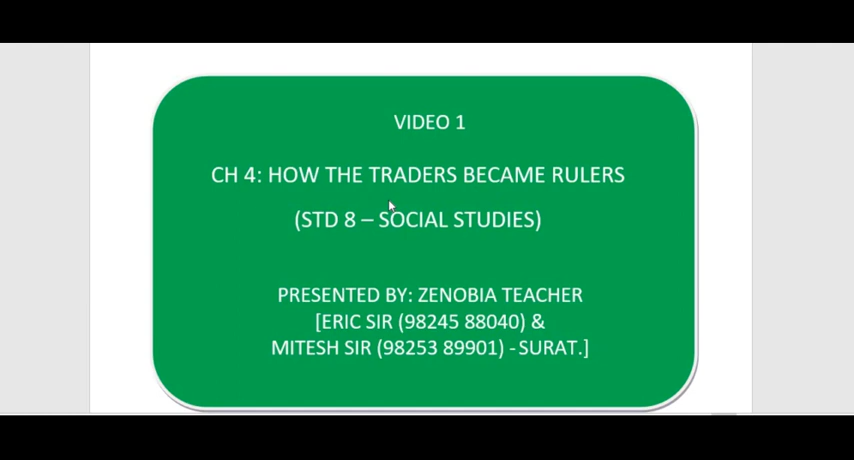 VIDEO 1
CH 4: HOW THE TRADERS BECAME RULERS
(STD 8 – SOCIAL STUDIES)
PRESENTED BY: ZENOBIA TEACHER
[ERIC SIR (98245 88040) &
MITESH SIR (98253 89901) - SURAT.]